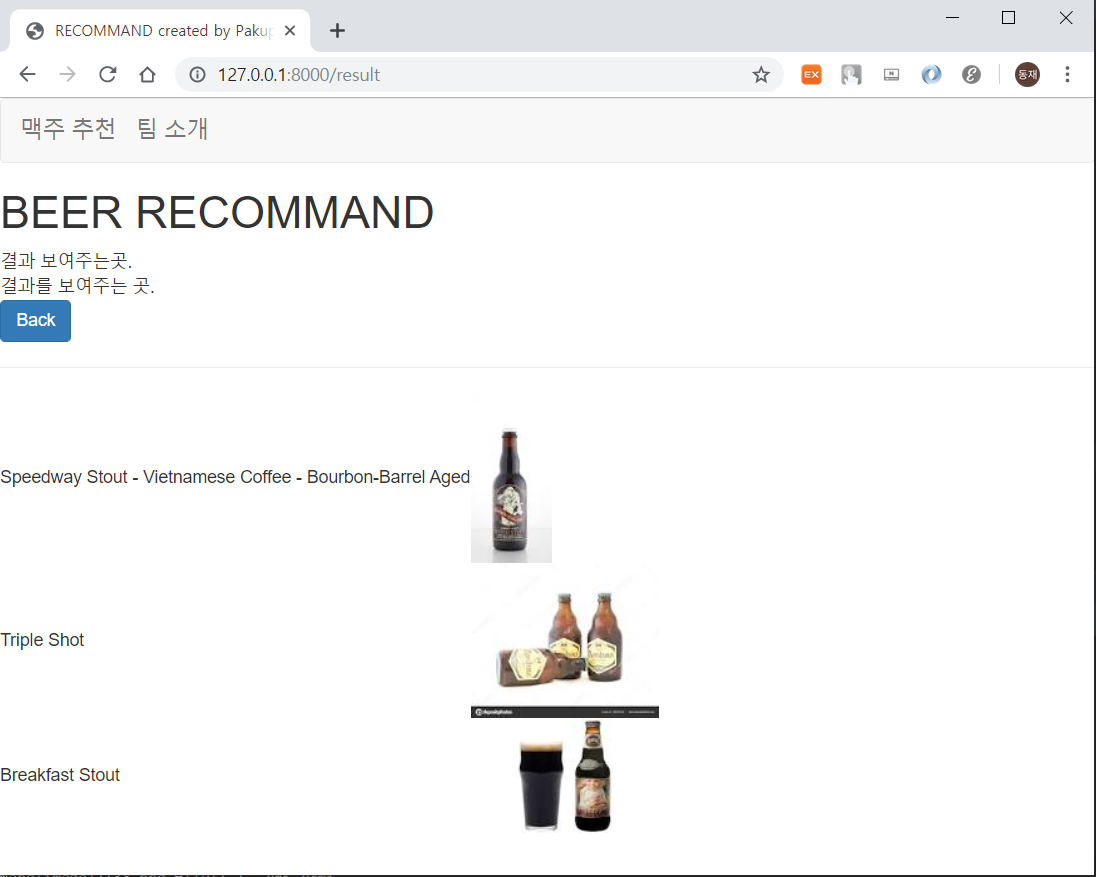 RECOMMAND created by Pakup
127.0.0.1:8000/result
EX
동재
맥주 추천 팀 소개
BEER RECOMMAND
결과 보여주는곳.
결과를 보여주는 곳.
Back
Speedway Stout - Vietnamese Coffee - Bourbon-Barrel Aged
Triple Shot
depositphotos
Breakfast Stout